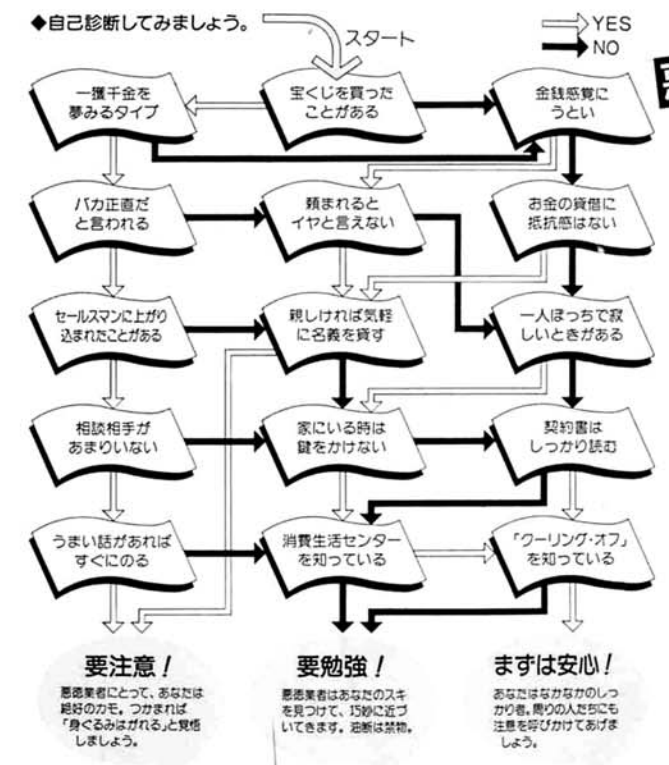 ◆自己診断してみましょう。
スタート
YES
NO
一獲千金を
夢みるタイプ
宝くじを買った
ことがある
金銭感覚に
うとい
バカ正直だ
と言われる
頼まれると
イヤと言えない
お金の貸借に
抵抗感はない
セールスマンに上がり
込まれたことがある
親しければ気軽
に名義を貸す
一人ぼっちで寂
しいときがある
相談相手が
あまりいない
家にいる時は
鍵をかけない
契約書は
しっかり読む
うまい話があれば
すぐにのる
消費生活センター
を知っている
「クーリング・オフ」
を知っている
要注意!
悪徳業者にとって、あなたは
絶好のカモ。つかまれば
「身ぐるみはがれる」と覚悟
しましょう。
要勉強!
悪徳業者はあなたのスキ
を見つけて、巧妙に近づ
いてきます。油断は禁物。
まずは安心!
あなたはなかなかのしっ
かり者。周りの人たちにも
注意を呼びかけてあげま
しょう。